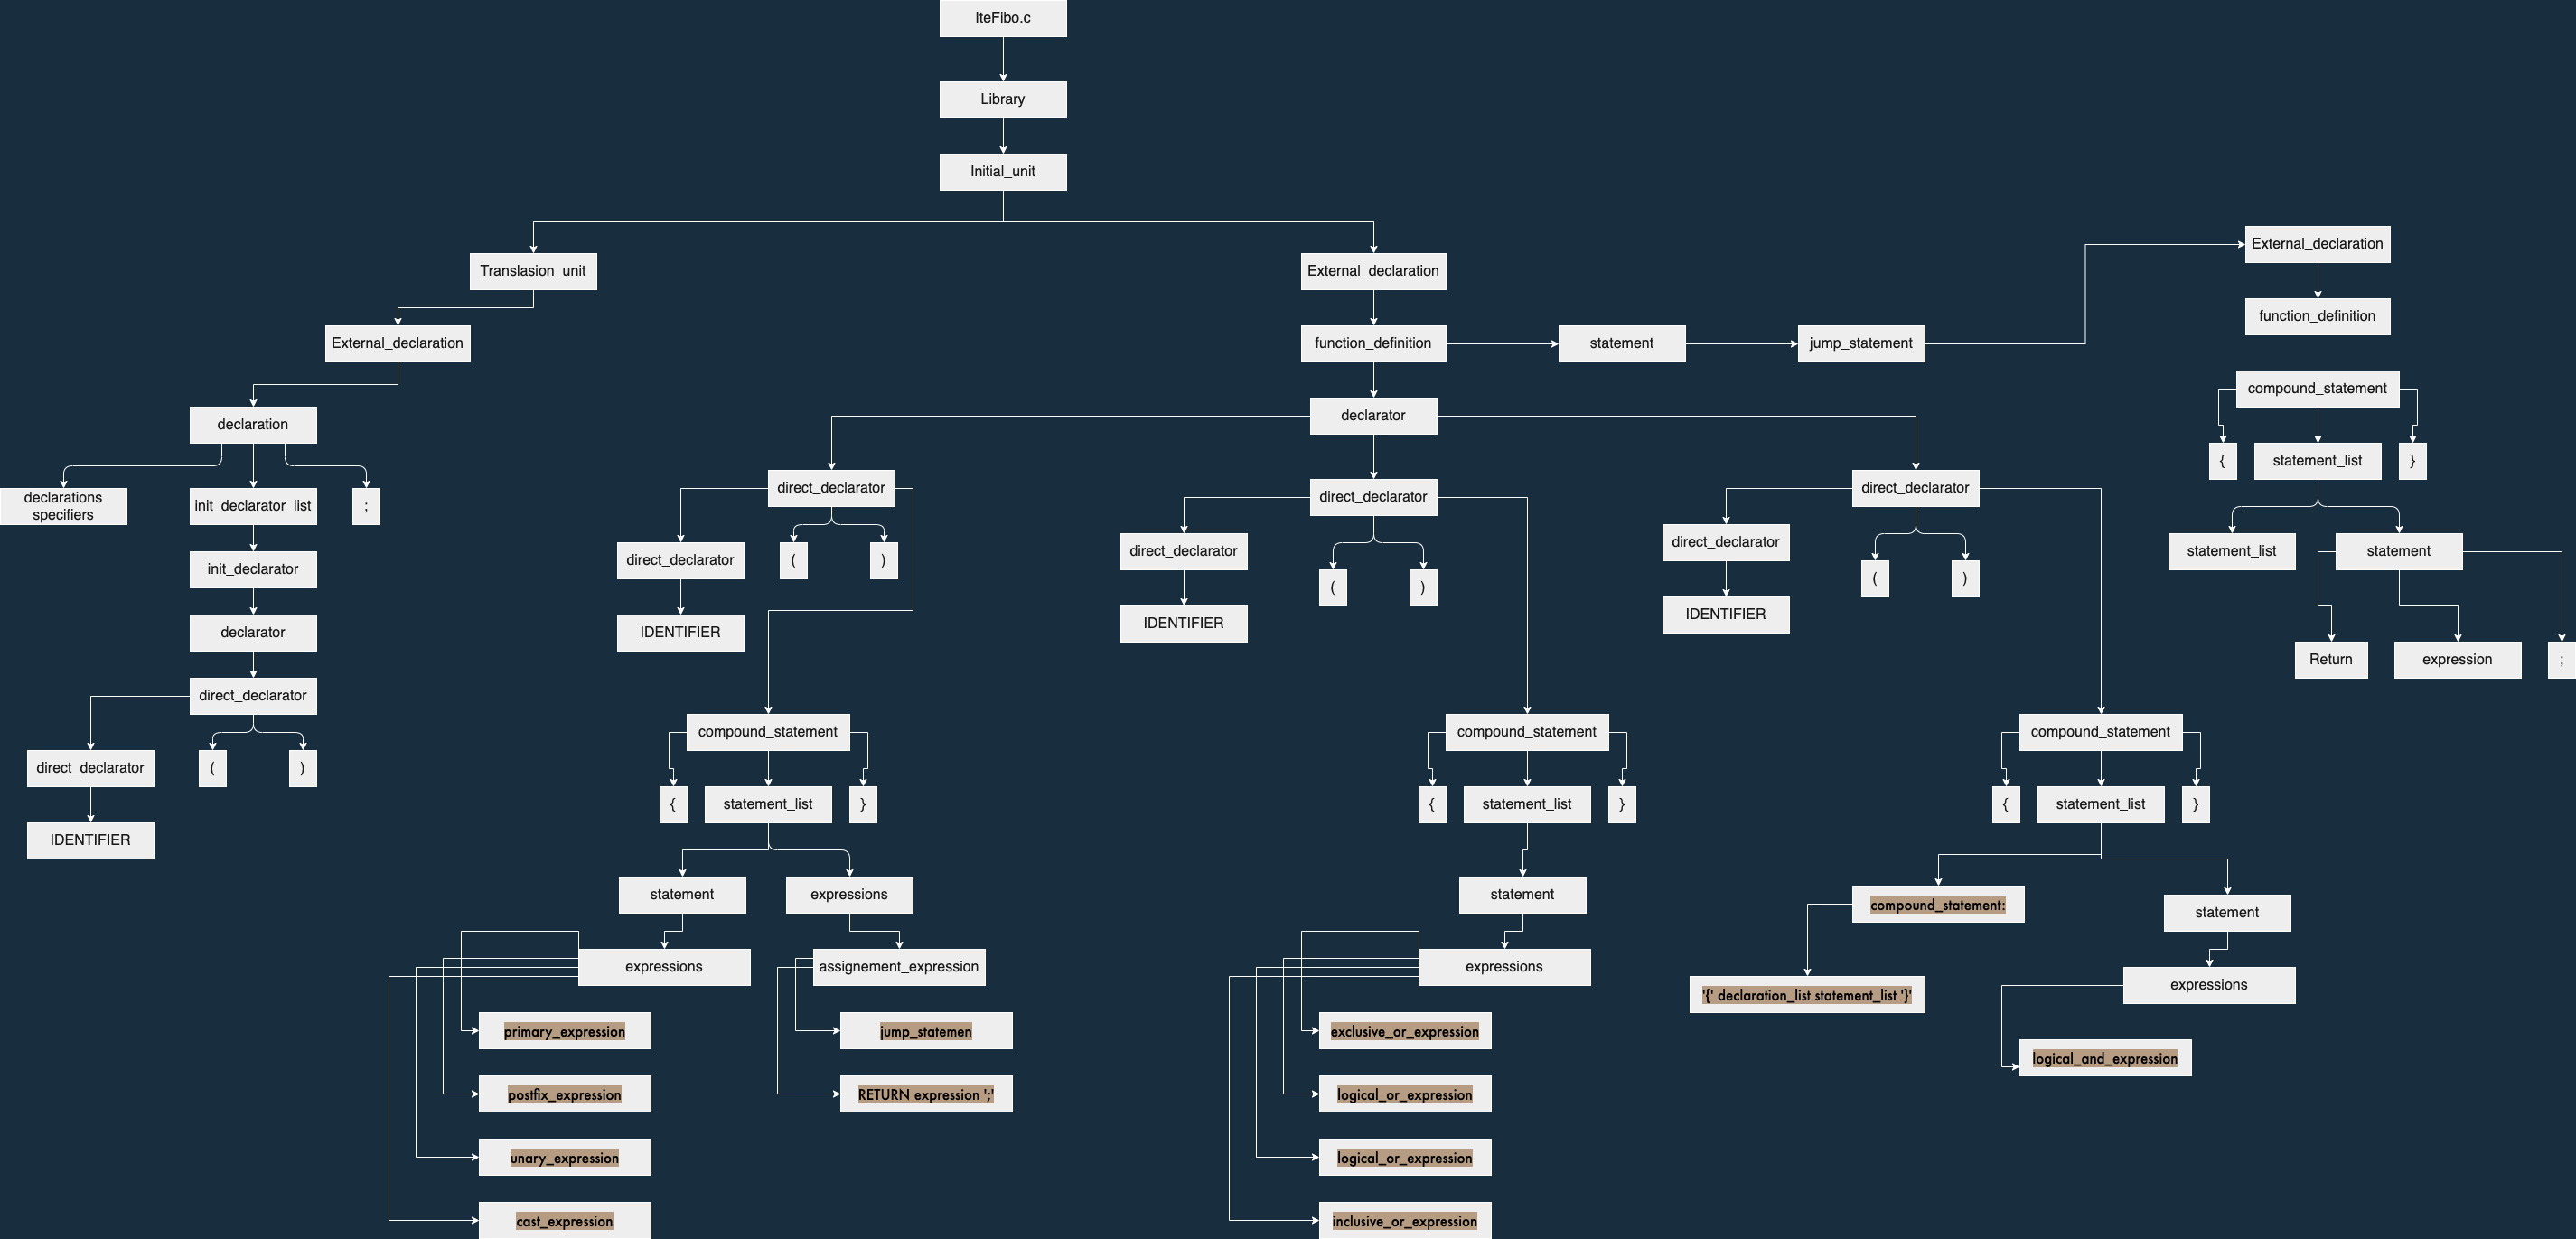 IteFibo.c
Library
Initial_unit
Translasion_unit
External_declaration
External_declaration
External_declaration
function_definition
statement
jump_statement
function_definition
declaration
declarator
compound_statement
{
statement_list
}
declarations
specifiers
init_declarator_list
;
direct_declarator
direct_declarator
direct_declarator
init_declarator
direct_declarator
(
)
direct_declarator
(
)
direct_declarator
(
)
statement_list
statement
declarator
IDENTIFIER
IDENTIFIER
IDENTIFIER
Return
expression
;
direct_declarator
direct_declarator
(
)
IDENTIFIER
compound_statement
compound_statement
compound_statement
{
statement_list
}
{
statement_list
}
{
statement_list
}
statement
expressions
statement
compound_statement:
statement
expressions
assignement_expression
expressions
'{' declaration_list statement_list '}'
expressions
primary_expression
jump_statemen
exclusive_or_expression
logical_and_expression
postfix_expression
RETURN expression ';'
logical_or_expression
unary_expression
logical_or_expression
cast_expression
inclusive_or_expression